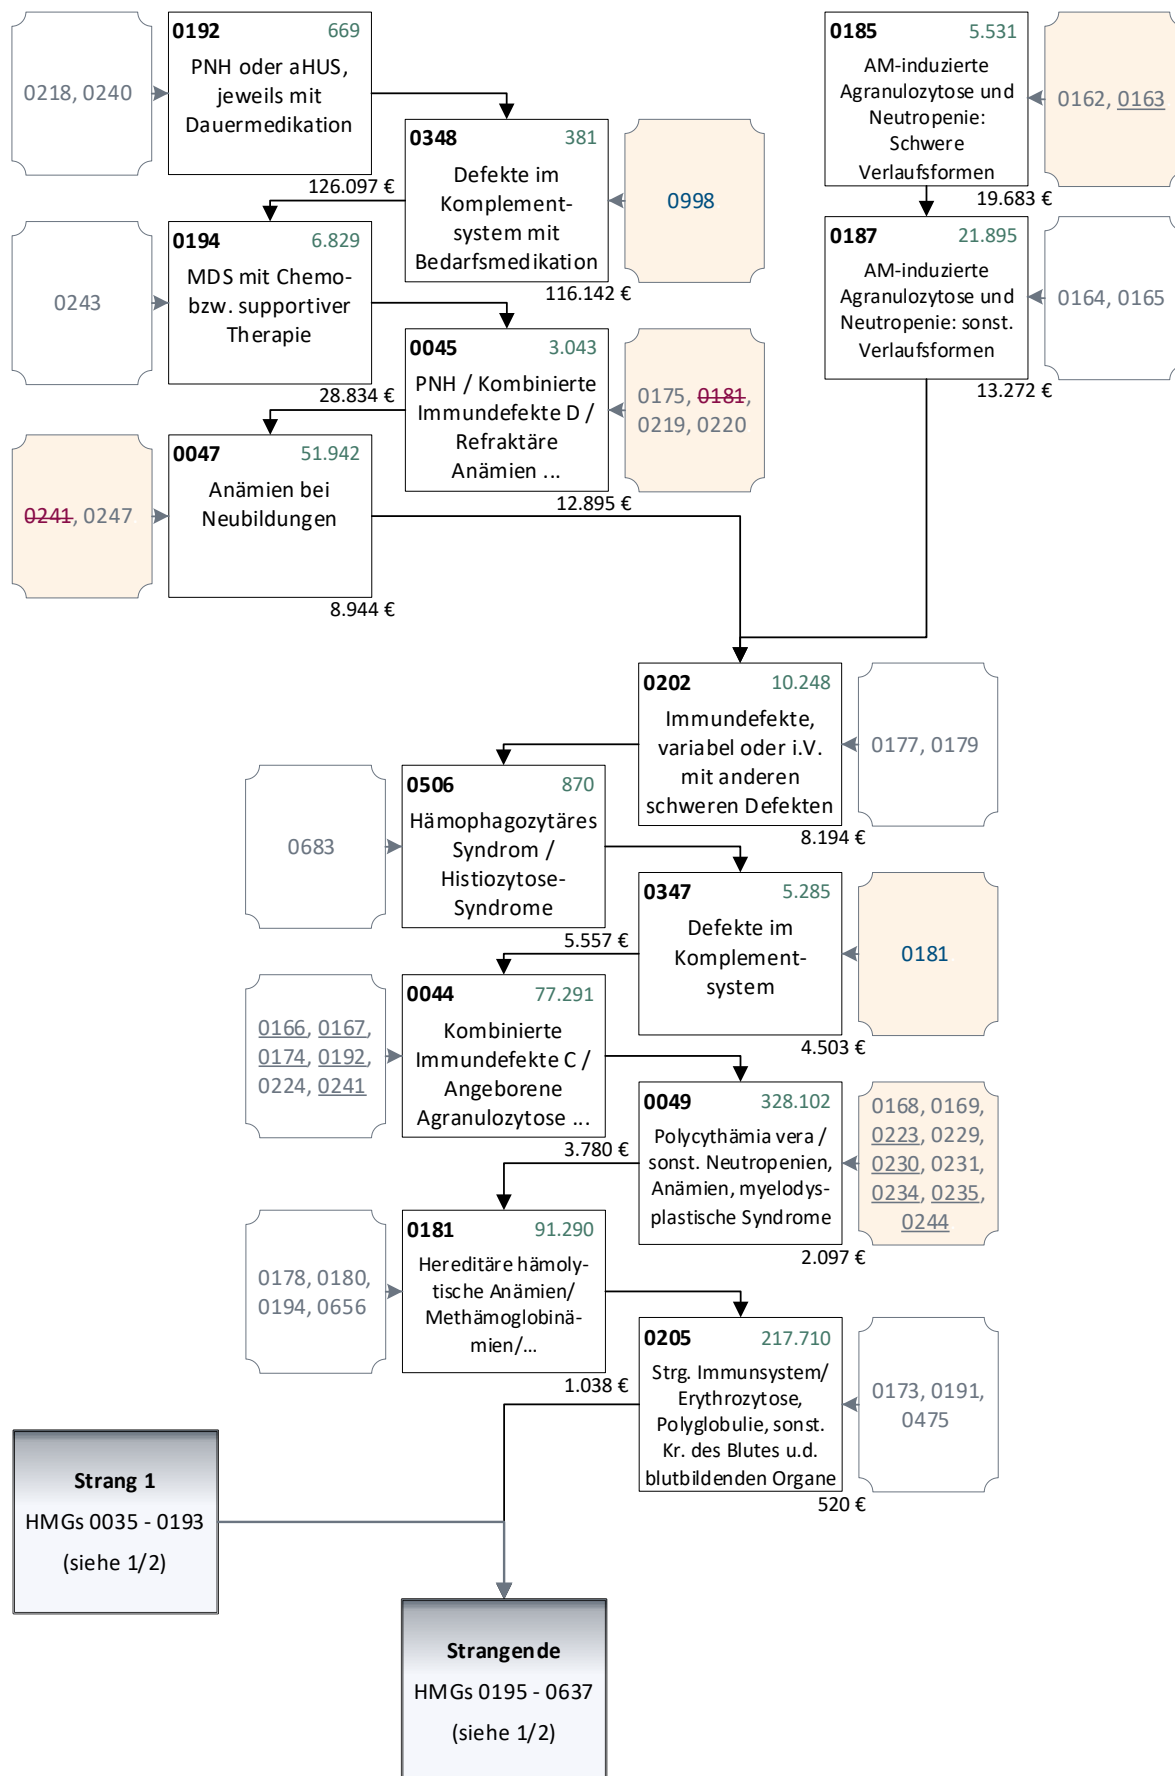 0192 669
PNH oder aHUS,
jeweils mit
Dauermedikation
0218, 0240
126.097 €
0348 381
Defekte im
Komplement-
system mit
Bedarfsmedikation
0998
116.142 €
0194 6.829
MDS mit Chemo-
bzw. supportiver
Therapie
0243
28.834 €
0045 3.043
PNH / Kombinierte
Immundefekte D /
Refraktäre
Anämien ...
0175, 0181,
0219, 0220
12.895 €
0047 51.942
Anämien bei
Neubildungen
0241, 0247
8.944 €
0185 5.531
AM-induzierte
Agranulozytose und
Neutropenie:
Schwere
Verlaufsformen
0162, 0163
19.683 €
0187 21.895
AM-induzierte
Agranulozytose und
Neutropenie: sonst.
Verlaufsformen
0164, 0165
13.272 €
0202 10.248
Immundefekte,
variabel oder i.V.
mit anderen
schweren Defekten
0177, 0179
8.194 €
0506 870
Hämophagozytäres
Syndrom /
Histiozytose-
Syndrome
0683
5.557 €
0347 5.285
Defekte im
Komplement-
system
0181
4.503 €
0044 77.291
Kombinierte
Immundefekte C /
Angeborene
Agranulozytose ...
0166, 0167,
0174, 0192,
0224, 0241
3.780 €
0049 328.102
Polycythämia vera /
sonst. Neutropenien,
Anämien, myelodys-
plastische Syndrome
0168, 0169,
0223, 0229,
0230, 0231,
0234, 0235,
0244
2.097 €
0181 91.290
Hereditäre hämoly-
tische Anämien/
Methämoglobinä-
mien/...
0178, 0180,
0194, 0656
1.038 €
0205 217.710
Strg. Immunsystem/
Erythrozytose,
Polyglobulie, sonst.
Kr. des Blutes u.d.
blutbildenden Organe
0173, 0191,
0475
520 €
Strang 1
HMGs 0035 - 0193
(siehe 1/2)
Strangende
HMGs 0195 - 0637
(siehe 1/2)